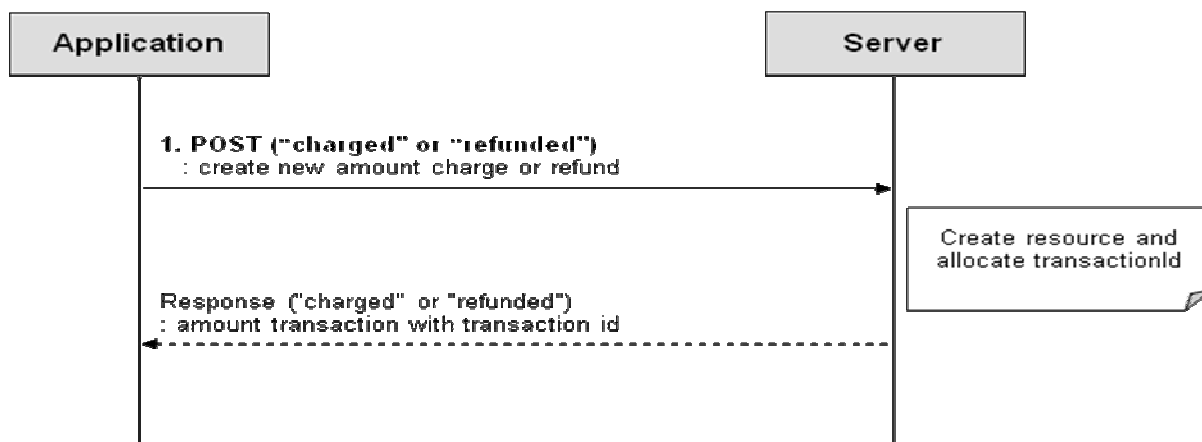 Application
Server
1. POST ("charged" or "refunded")
: create new amount charge or refund
Create resource and
allocate transactionId
Response ("charged" or "refunded")
: amount transaction with transaction id